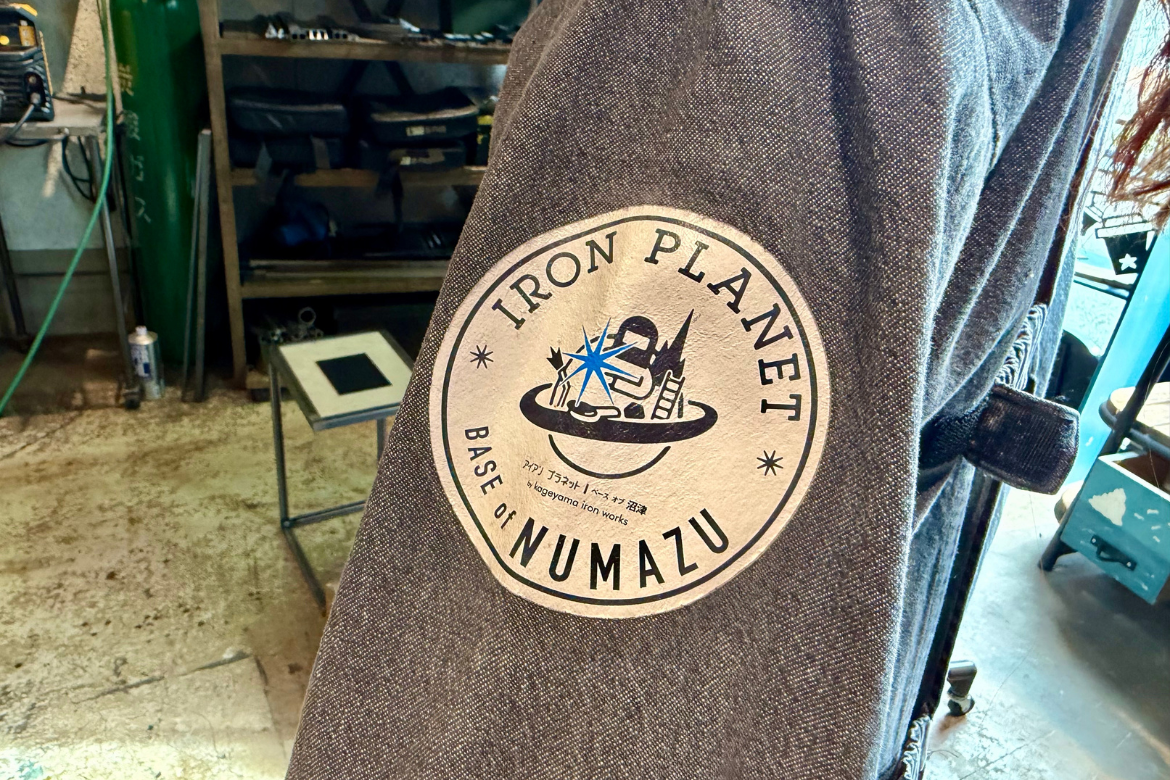 IRON PLANET
アイアン プラネット | ベース オブ 沼津
by kageyama iron works
BASE of NUMAZU